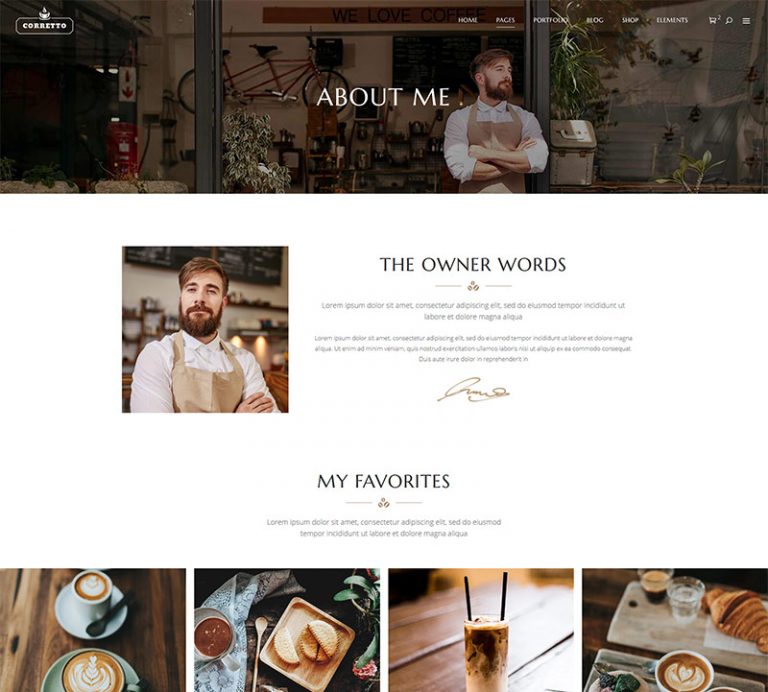 WE LOVE COFFEE
CORRETTO
HOME PAGES PORTFOLIO BLOG SHOP ELEMENTS 2
ABOUT ME
THE OWNER WORDS
Lorem ipsum dolor sit amet, consectetur adipiscing elit, sed do eiusmod tempor incididunt ut
labore et dolore magna aliqua
Lorem ipsum dolor sit amet, consectetur adipiscing elit, sed do eiusmod tempor incididunt ut labore et dolore magna
aliqua. Ut enim ad minim veniam, quis nostrud exercitation ullamco laboris nisi ut aliquip ex ea commodo consequat.
Duis aute irure dolor in reprehenderit in
MY FAVORITES
Lorem ipsum dolor sit amet, consectetur adipiscing elit, sed do eiusmod
tempor incididunt ut labore et dolore magna aliqua